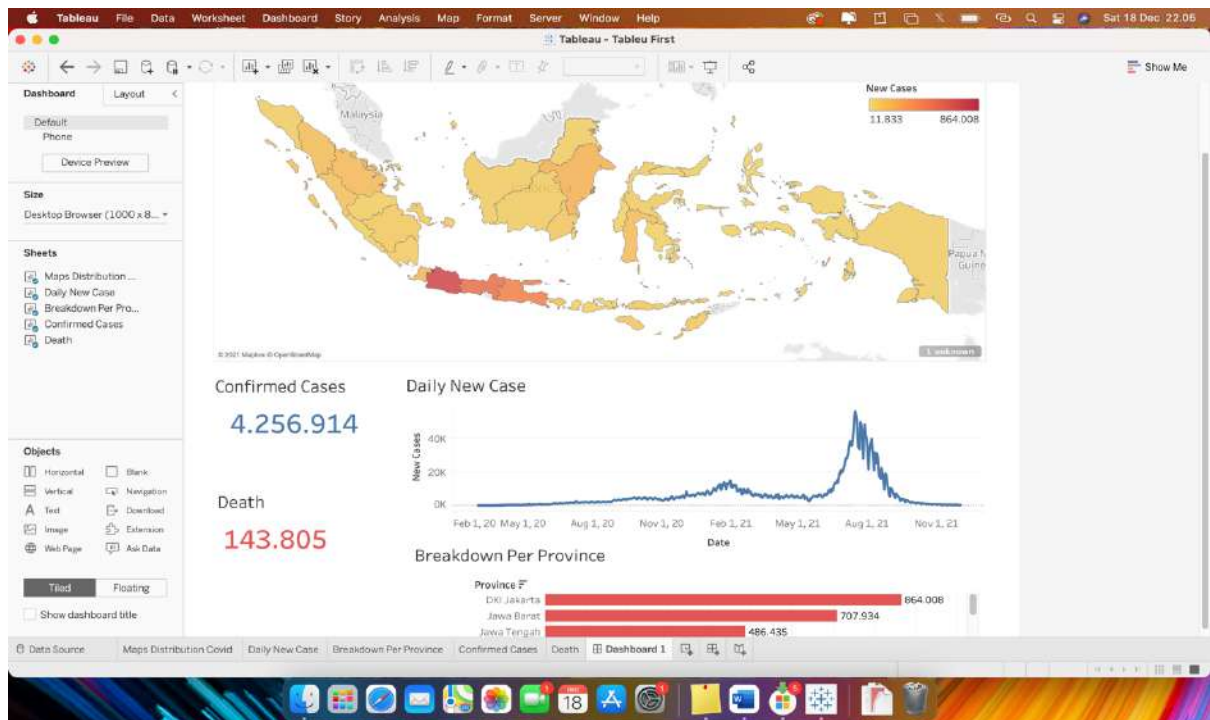 Tableau File Data Worksheet Dashboard Story Analysis Map Format Server Window Help Sat 18 Dec 22.06
Tableau - Tableu First
Show Me
Dashboard Layout
Default
Phone
Device Preview
Size
Desktop Browser (1000 x 8...
Sheets
Maps Distribution ...
Daily New Case
Breakdown Per Pro...
Confirmed Cases
Death
Objects
Horizontal Blank
Vertical Navigation
Text Download
Image Extension
Web Page Ask Data
Tiled Floating
Show dashboard title
New Cases
11.833 864.008
Malaysia
Papua N
Guine
© 2021 Mapbox © OpenStreetMap
1 unknown
Confirmed Cases
4.256.914
Death
143.805
Daily New Case
New Cases
40K
20K
0K
Feb 1, 20 May 1, 20 Aug 1, 20 Nov 1, 20 Feb 1, 21 May 1, 21 Aug 1, 21 Nov 1, 21
Date
Breakdown Per Province
Province
DKI Jakarta 864.008
Jawa Barat 707.934
Jawa Tengah 486.435
Data Source Maps Distribution Covid Daily New Case Breakdown Per Province Confirmed Cases Death Dashboard 1
DEC
18